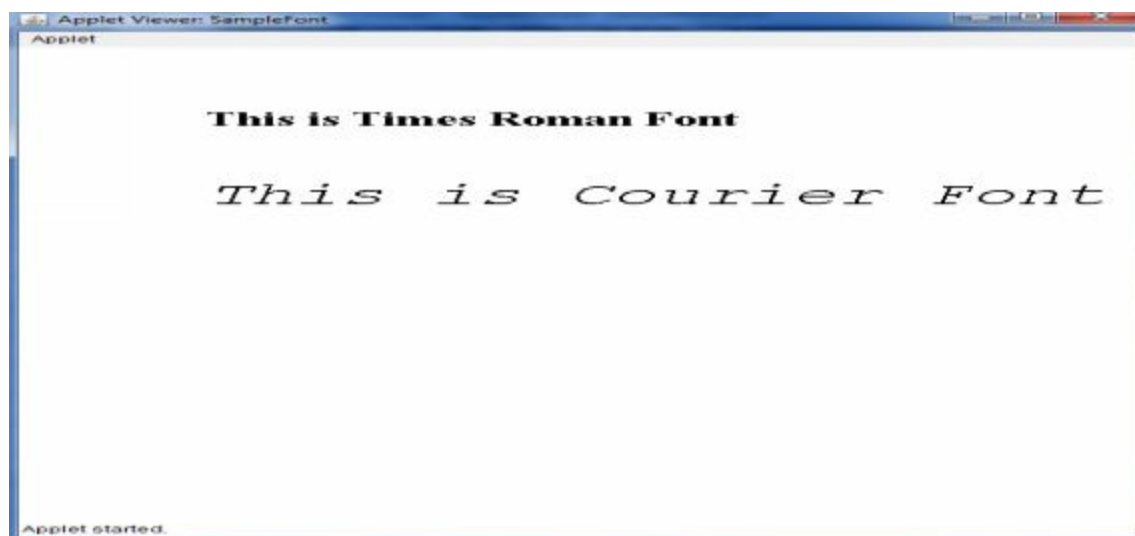 Applet Viewer: SampleFont
Applet
This is Times Roman Font
This is Courier Font
Applet started.